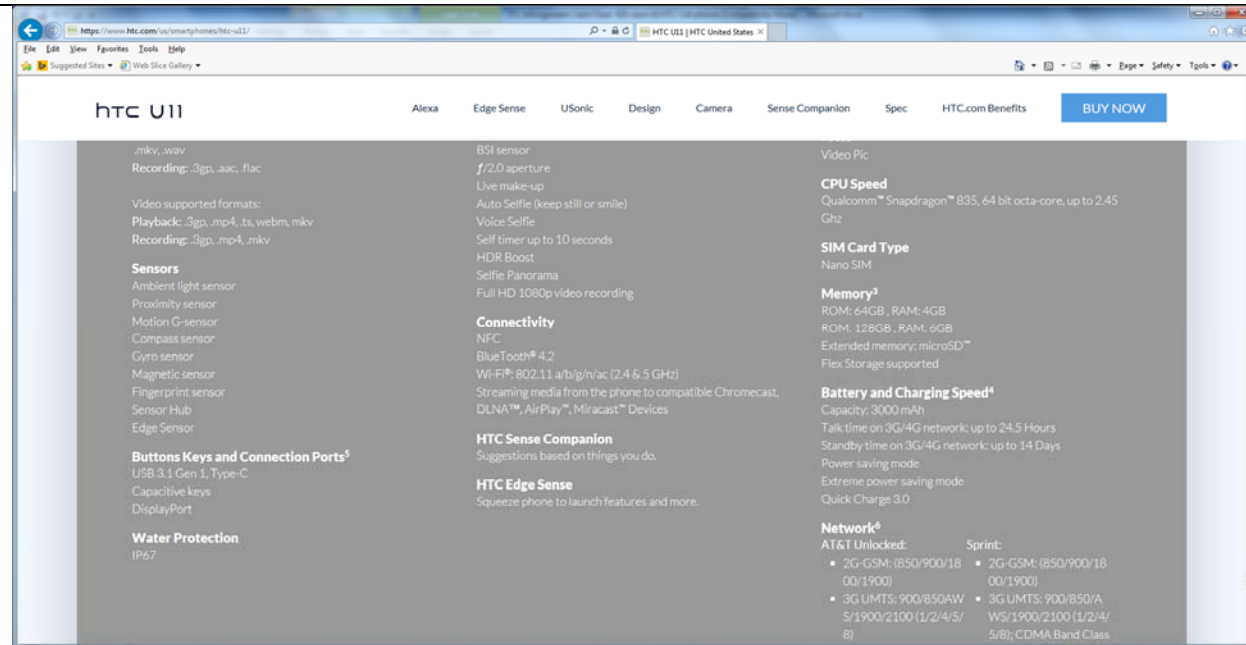 https://www.htc.com/us/smartphones/htc-u11/
HTC U11 | HTC United States
File Edit View Favorites Tools Help
Suggested Sites Web Slice Gallery
Page Safety Tools
hTC U11
Alexa Edge Sense USonic Design Camera Sense Companion Spec HTC.com Benefits BUY NOW
.mkv, .wav
Recording: .3gp, .aac, .flac
Video supported formats:
Playback: .3gp, .mp4, .ts, webm, mkv
Recording: .3gp, .mp4, .mkv
Sensors
Ambient light sensor
Proximity sensor
Motion G-sensor
Compass sensor
Gyro sensor
Magnetic sensor
Fingerprint sensor
Sensor Hub
Edge Sensor
Buttons Keys and Connection Ports⁵
USB 3.1 Gen 1, Type-C
Capacitive keys
DisplayPort
Water Protection
IP67
BSI sensor
ƒ/2.0 aperture
Live make-up
Auto Selfie (keep still or smile)
Voice Selfie
Self timer up to 10 seconds
HDR Boost
Selfie Panorama
Full HD 1080p video recording
Connectivity
NFC
BlueTooth® 4.2
Wi-Fi®: 802.11 a/b/g/n/ac (2.4 & 5 GHz)
Streaming media from the phone to compatible Chromecast,
DLNA™, AirPlay™, Miracast™ Devices
HTC Sense Companion
Suggestions based on things you do.
HTC Edge Sense
Squeeze phone to launch features and more.
Video Pic
CPU Speed
Qualcomm™ Snapdragon™ 835, 64 bit octa-core, up to 2.45
Ghz
SIM Card Type
Nano SIM
Memory³
ROM: 64GB , RAM: 4GB
ROM. 128GB , RAM. 6GB
Extended memory: microSD™
Flex Storage supported
Battery and Charging Speed⁴
Capacity: 3000 mAh
Talk time on 3G/4G network: up to 24.5 Hours
Standby time on 3G/4G network: up to 14 Days
Power saving mode
Extreme power saving mode
Quick Charge 3.0
Network⁶
AT&T Unlocked:
▪ 2G-GSM: (850/900/18
00/1900)
▪ 3G UMTS: 900/850AW
S/1900/2100 (1/2/4/5/
8)
Sprint:
▪ 2G-GSM: (850/900/18
00/1900)
▪ 3G UMTS: 900/850/A
WS/1900/2100 (1/2/4/
5/8); CDMA Band Class